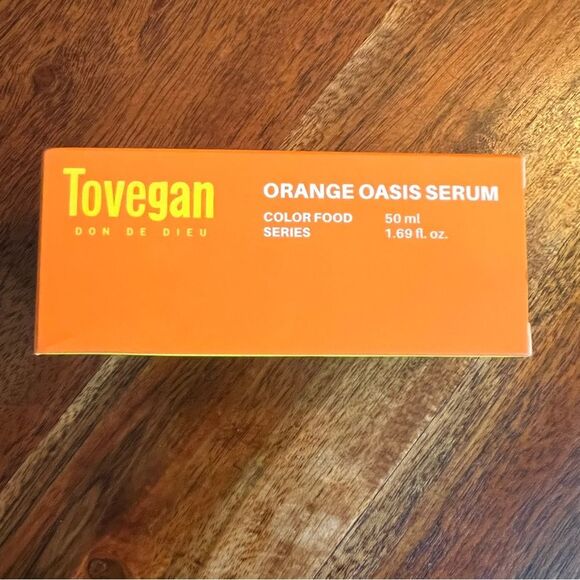 Tovegan
DON DE DIEU
ORANGE OASIS SERUM
COLOR FOOD SERIES
50 ml
1.69 fl. oz.